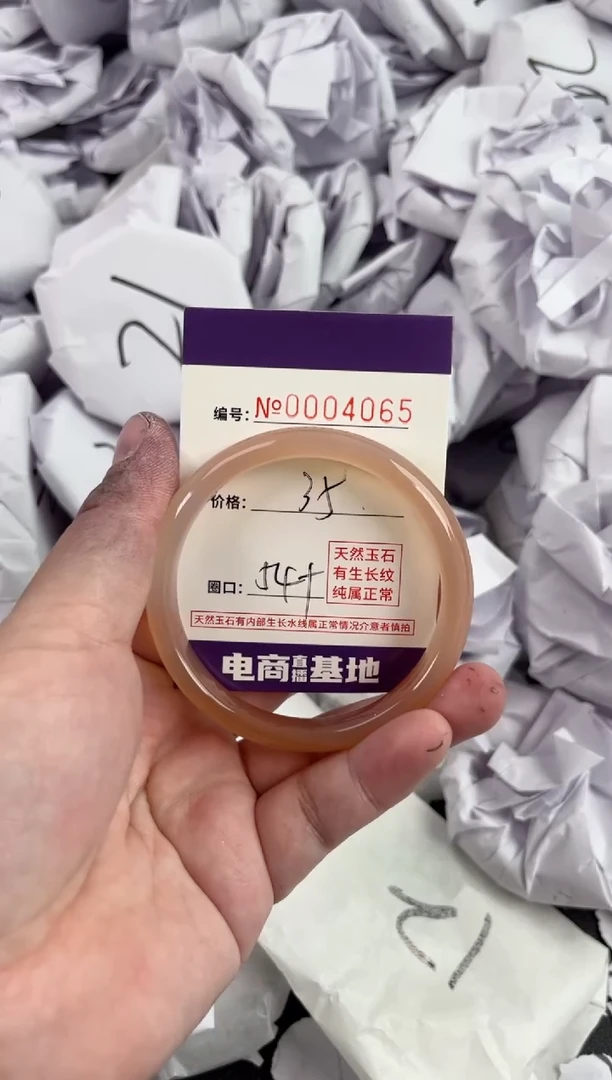 21
编号: №0004065
价格: 35.
圈口: 54+
天然玉石
有生长纹
纯属正常
天然玉石有内部生长水线属正常情况介意者慎拍
电商直播基地